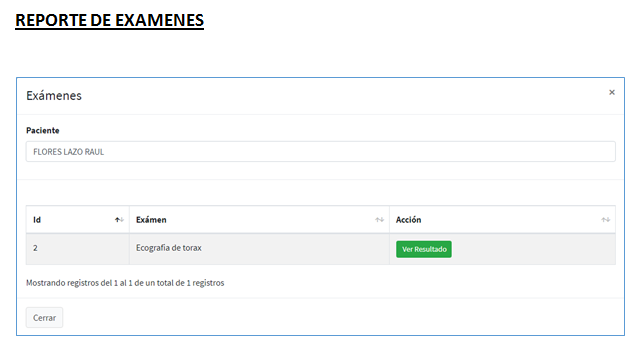 REPORTE DE EXAMENES
Exámenes ×
Paciente
FLORES LAZO RAUL
Id Exámen Acción
2 Ecografía de torax Ver Resultado
Mostrando registros del 1 al 1 de un total de 1 registros
Cerrar